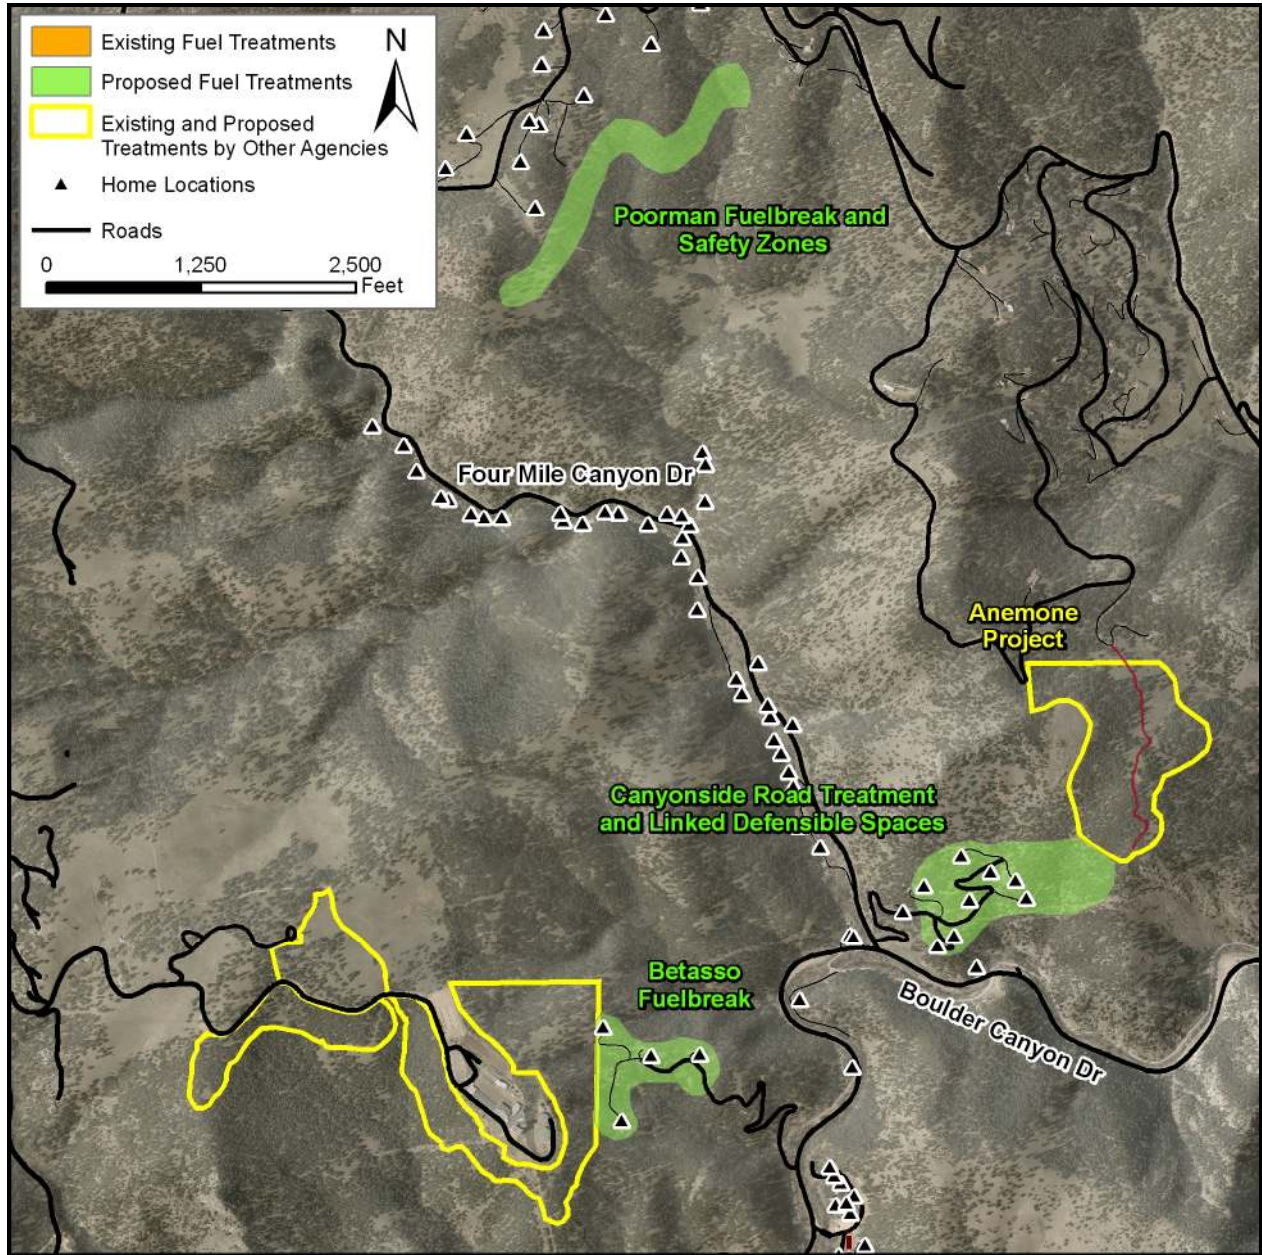 Existing Fuel Treatments
N
Proposed Fuel Treatments
Existing and Proposed
Treatments by Other Agencies
Home Locations
Roads
0 1,250 2,500
Feet
Poorman Fuelbreak and
Safety Zones
Four Mile Canyon Dr
Anemone
Project
Canyonside Road Treatment
and Linked Defensible Spaces
Betasso
Fuelbreak
Boulder Canyon Dr